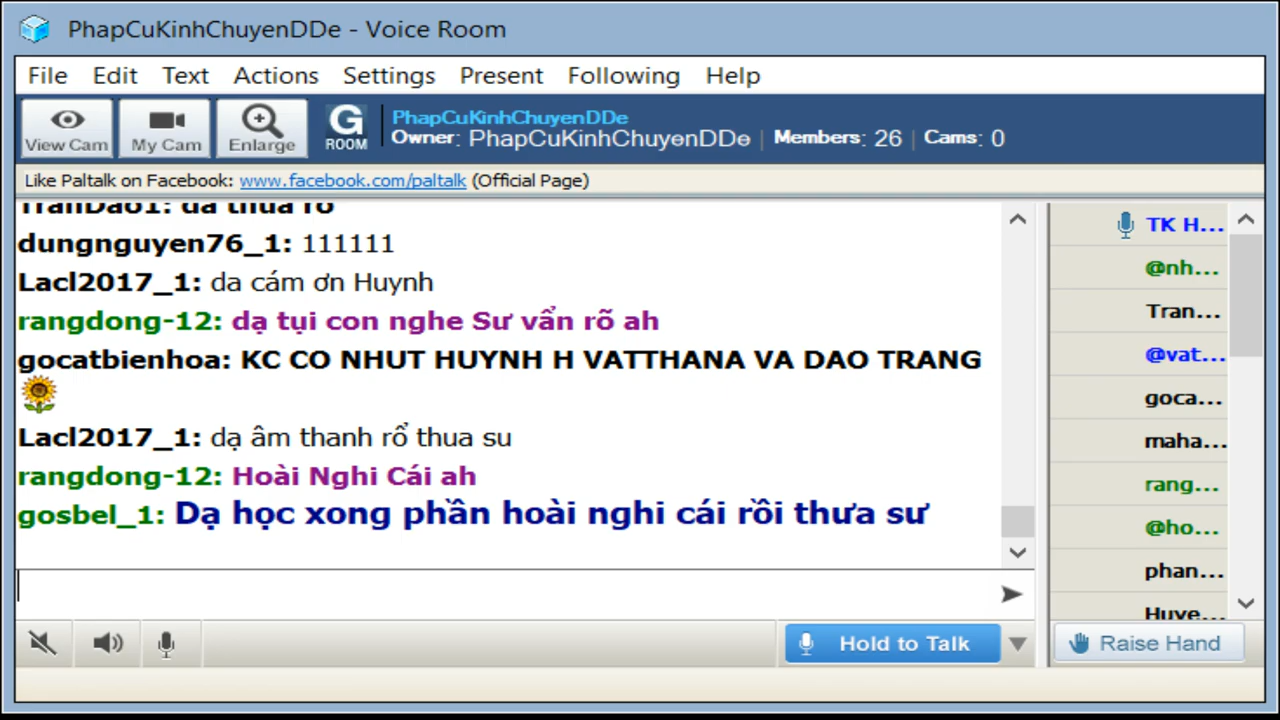 PhapCuKinhChuyenDDe - Voice Room
File Edit Text Actions Settings Present Following Help
View Cam My Cam Enlarge G ROOM
PhapCuKinhChuyenDDe
Owner: PhapCuKinhChuyenDDe | Members: 26 | Cams: 0
Like Paltalk on Facebook: www.facebook.com/paltalk (Official Page)
TranDao1: da thua ro
dungnguyen76_1: 111111
Lacl2017_1: da cám ơn Huynh
rangdong-12: dạ tụi con nghe Sư vẩn rõ ah
gocatbienhoa: KC CO NHUT HUYNH H VATTHANA VA DAO TRANG
Lacl2017_1: dạ âm thanh rổ thua su
rangdong-12: Hoài Nghi Cái ah
gosbel_1: Dạ học xong phần hoài nghi cái rồi thưa sư
TK H...
@nh...
Tran...
@vat...
goca...
maha...
rang...
@ho...
phan...
Huye...
Hold to Talk
Raise Hand